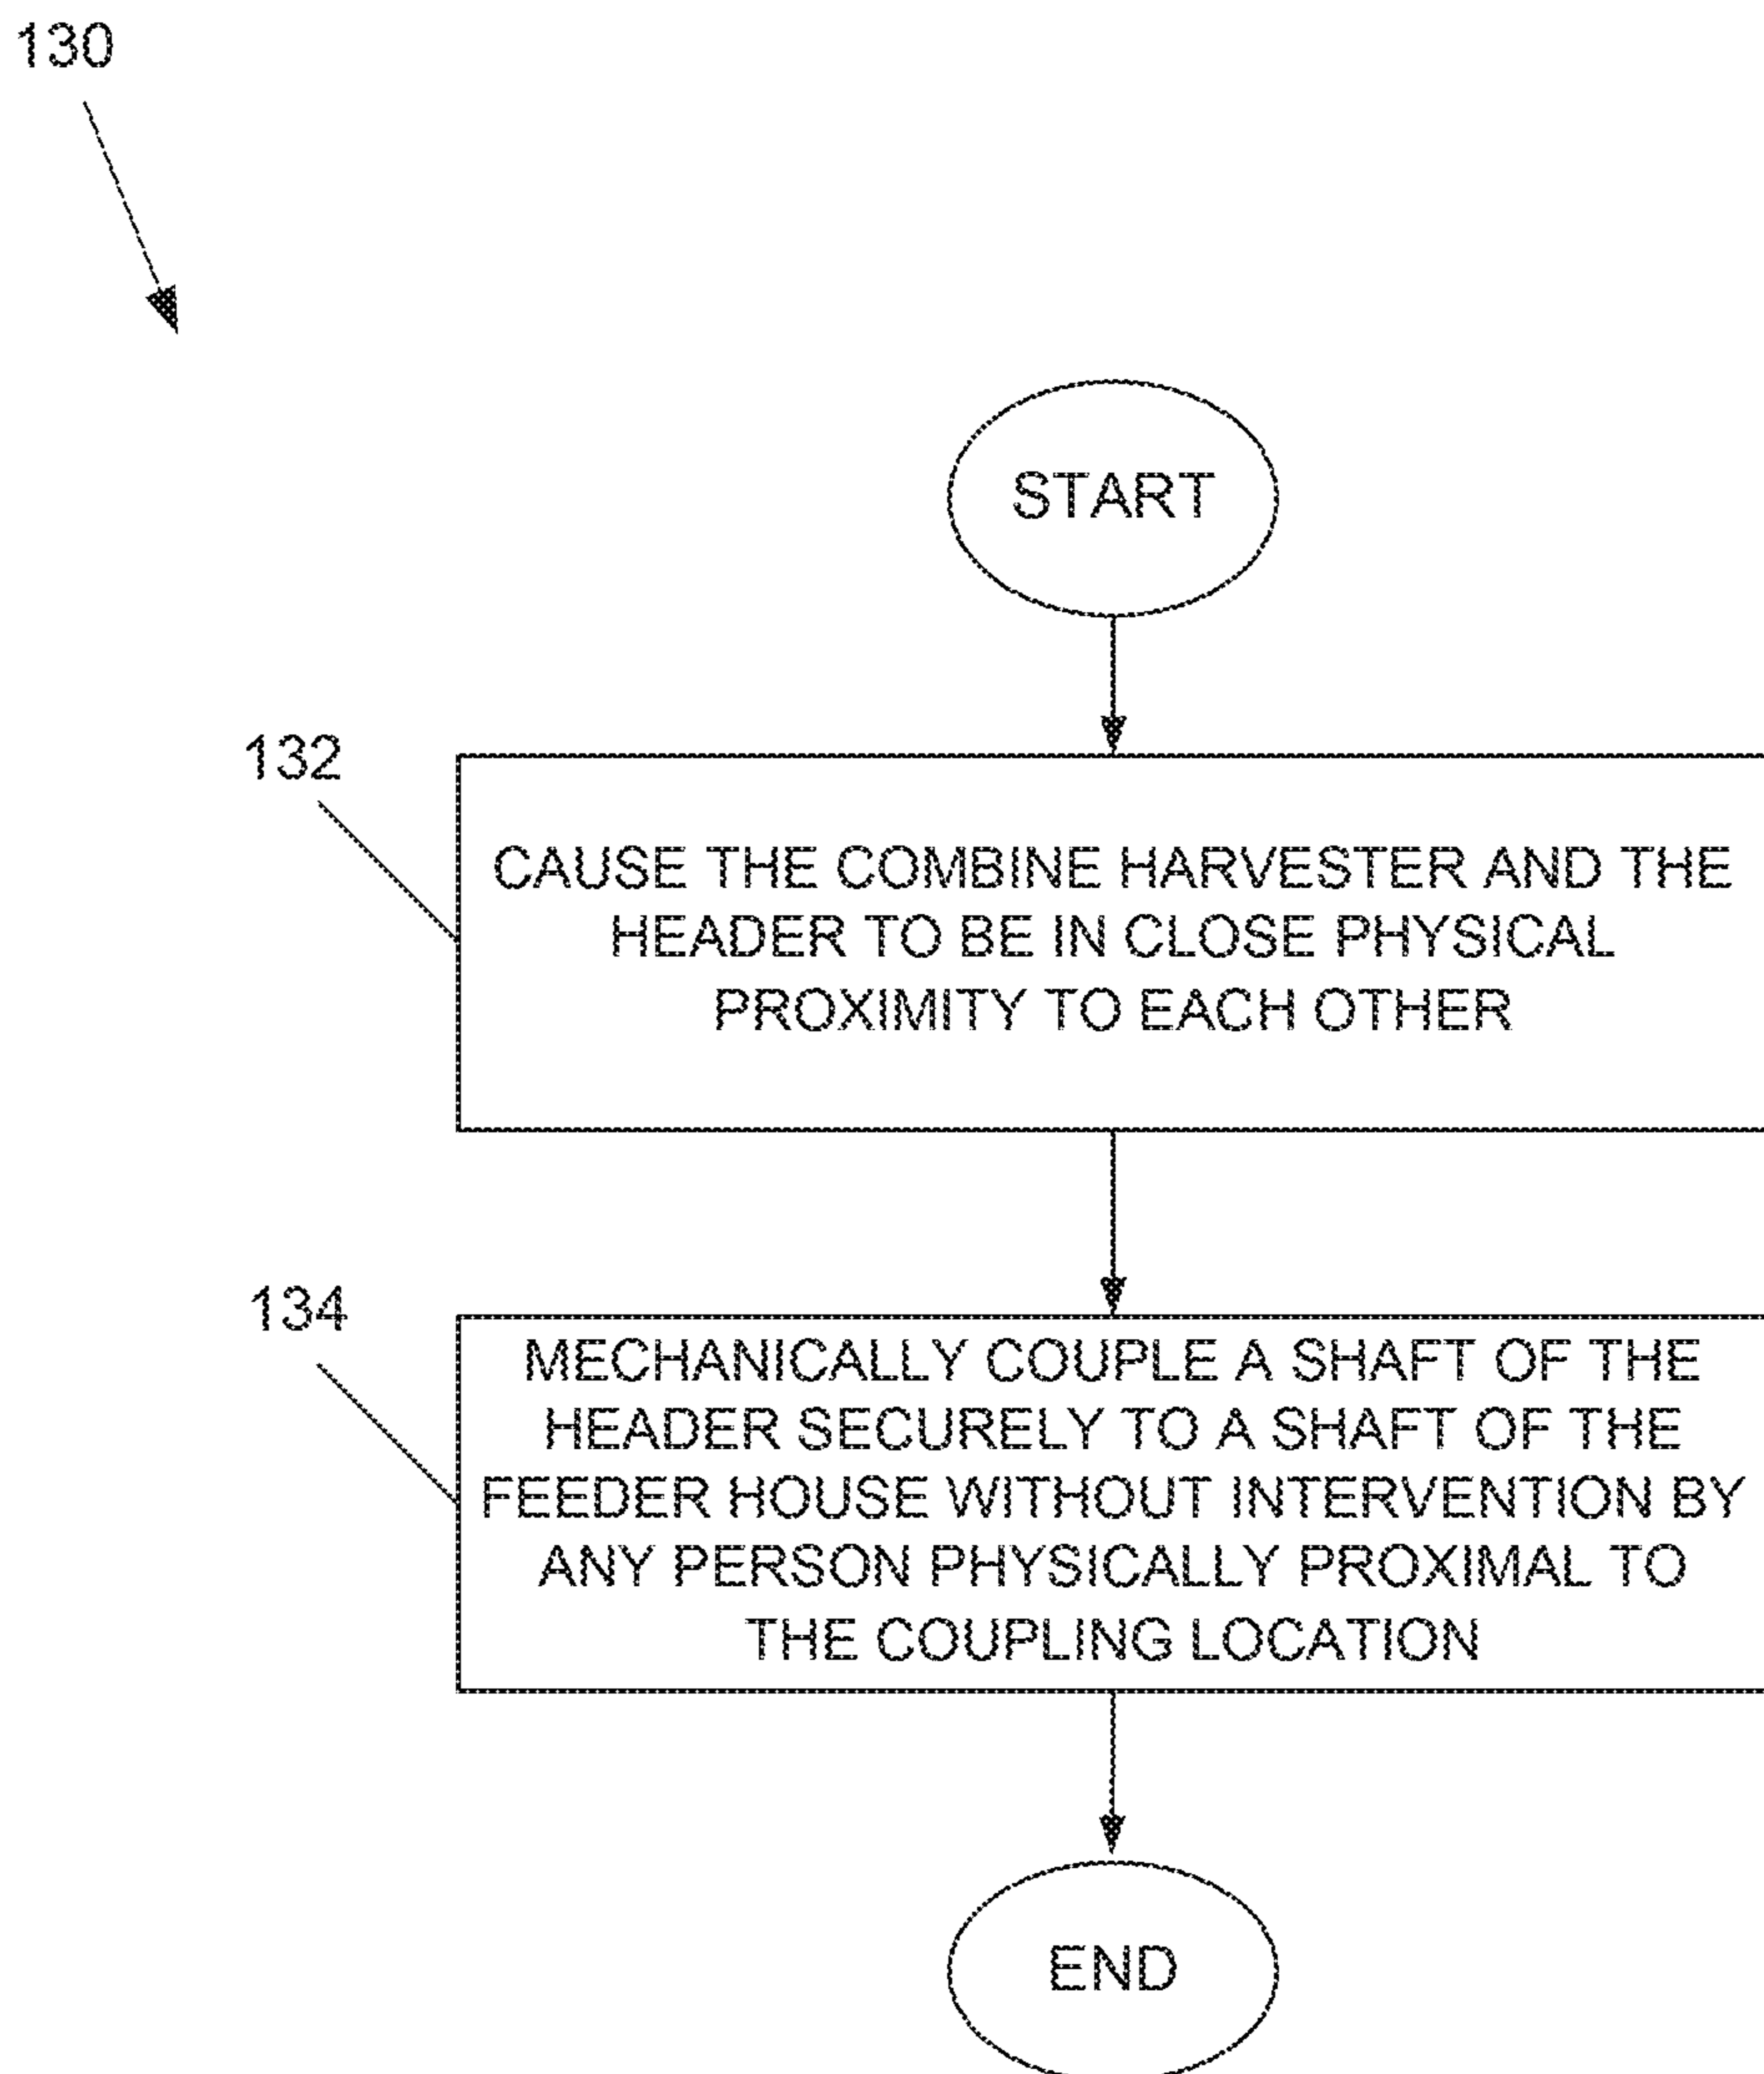 130
START
132
CAUSE THE COMBINE HARVESTER AND THE
HEADER TO BE IN CLOSE PHYSICAL
PROXIMITY TO EACH OTHER
134
MECHANICALLY COUPLE A SHAFT OF THE
HEADER SECURELY TO A SHAFT OF THE
FEEDER HOUSE WITHOUT INTERVENTION BY
ANY PERSON PHYSICALLY PROXIMAL TO
THE COUPLING LOCATION
END